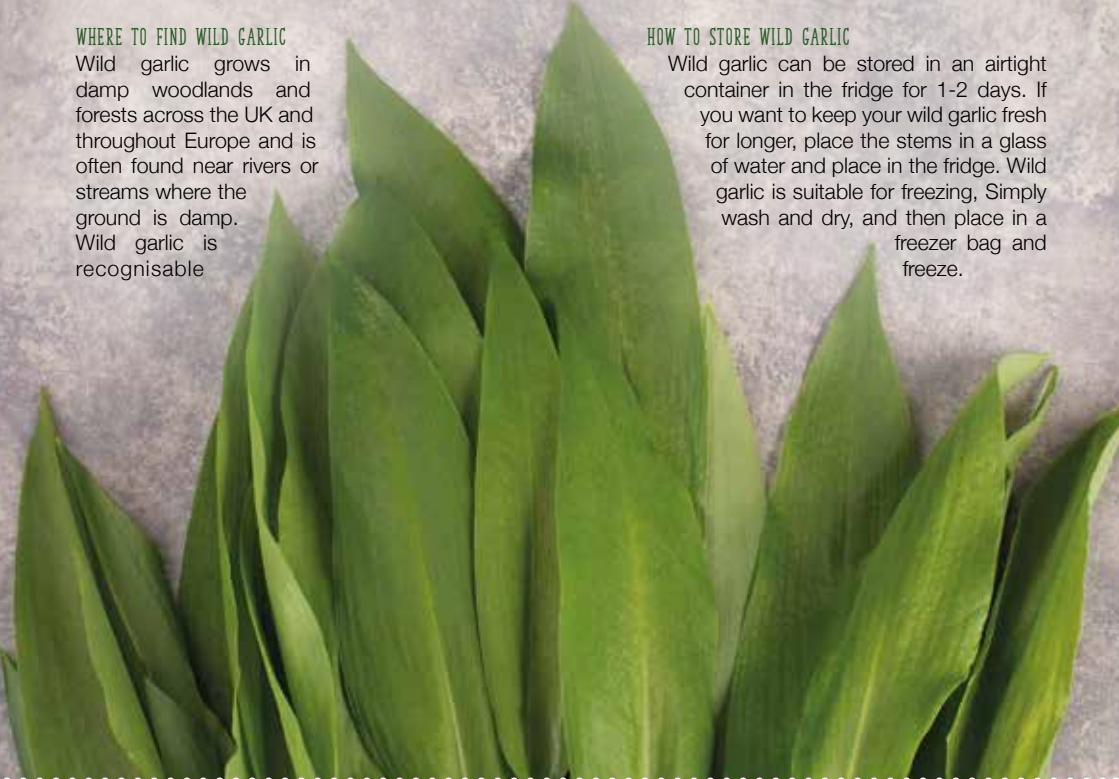 WHERE TO FIND WILD GARLIC
Wild garlic grows in
damp woodlands and
forests across the UK and
throughout Europe and is
often found near rivers or
streams where the
ground is damp.
Wild garlic is
recognisable
HOW TO STORE WILD GARLIC
Wild garlic can be stored in an airtight
container in the fridge for 1-2 days. If
you want to keep your wild garlic fresh
for longer, place the stems in a glass
of water and place in the fridge. Wild
garlic is suitable for freezing, Simply
wash and dry, and then place in a
freezer bag and
freeze.